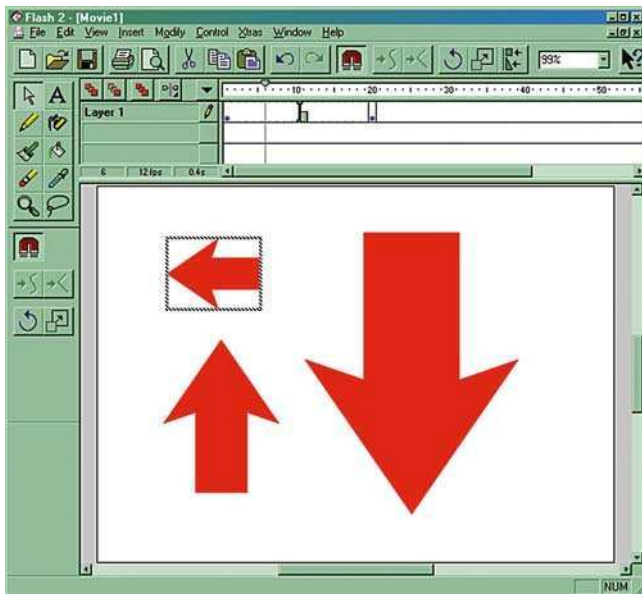 Flash 2 - [Movie1]
File Edit View Insert Modify Control Xtras Window Help
99%
10 20 30 40 50
Layer 1
6 12 fps 0.4s
NUM